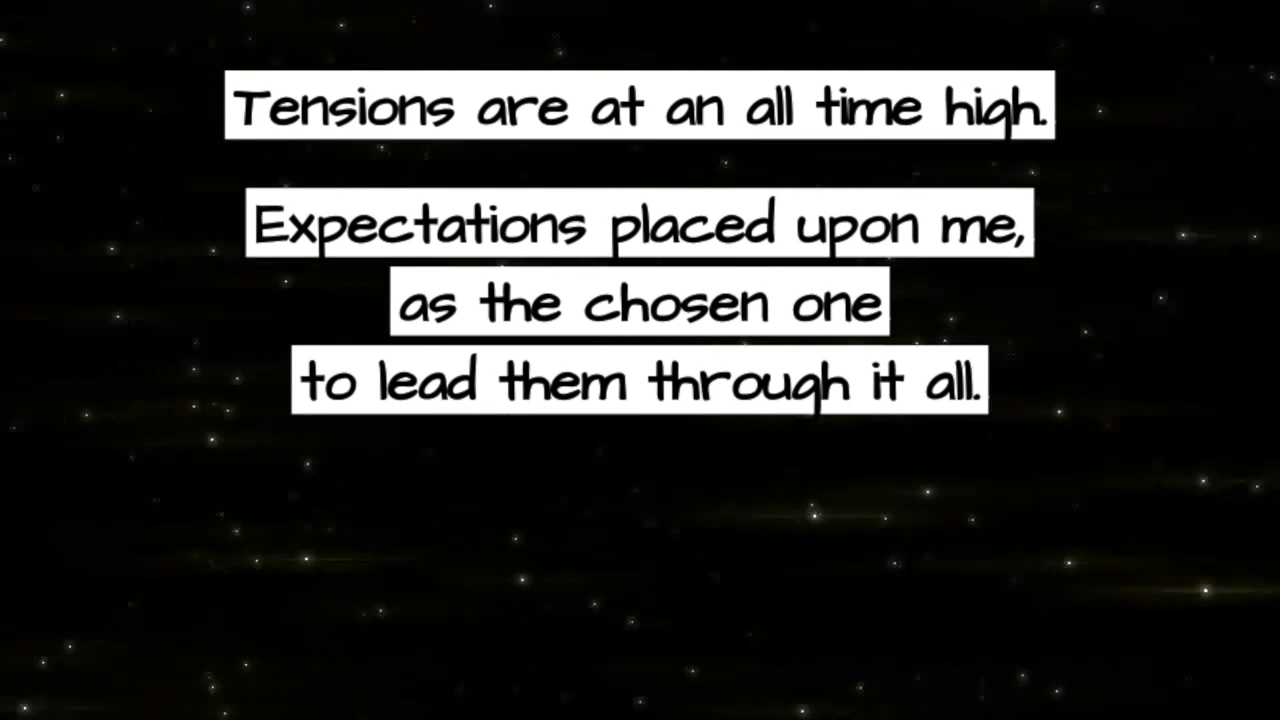 Tensions are at an all time high.
Expectations placed upon me,
as the chosen one
to lead them through it all.